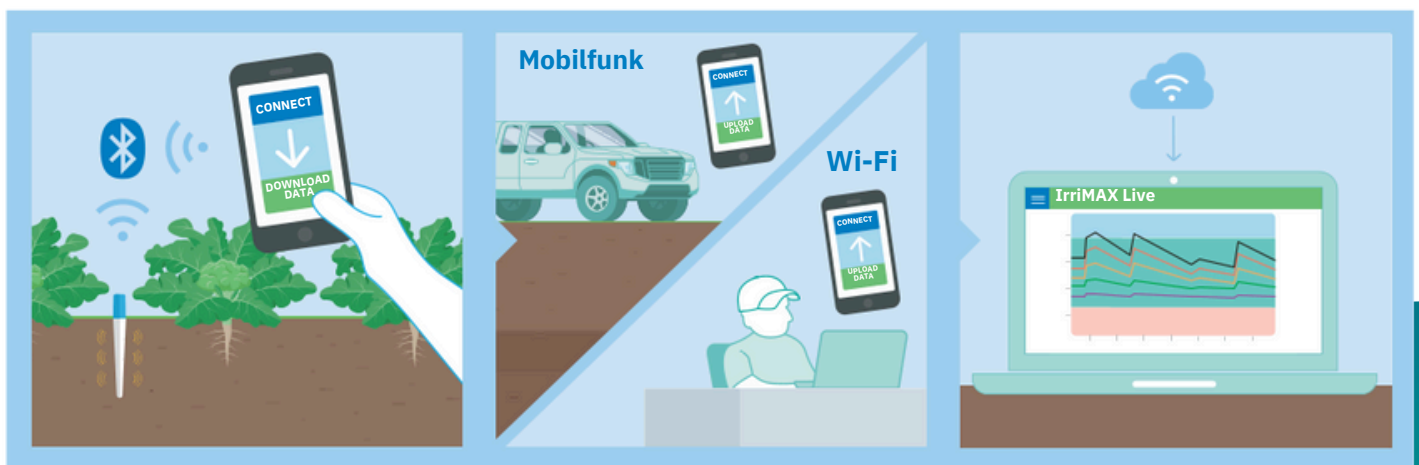 CONNECT
DOWNLOAD
DATA
Mobilfunk
CONNECT
UPLOAD
DATA
Wi-Fi
CONNECT
UPLOAD
DATA
IrriMAX Live